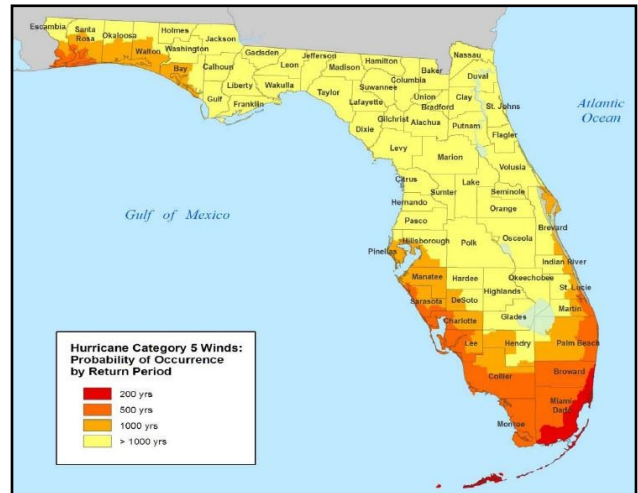 Escambia
Santa
Rosa
Okaloosa
Holmes
Jackson
Walton
Washington
Bay
Calhoun
Gulf
Liberty
Franklin
Gadsden
Leon
Wakulla
Jefferson
Madison
Taylor
Hamilton
Suwannee
Lafayette
Dixie
Columbia
Baker
Union
Bradford
Gilchrist
Alachua
Nassau
Duval
Clay
St. Johns
Putnam
Flagler
Levy
Marion
Volusia
Citrus
Sumter
Lake
Seminole
Hernando
Orange
Pasco
Brevard
Pinellas
Hillsborough
Polk
Osceola
Indian River
Manatee
Hardee
Okeechobee
St. Lucie
Highlands
Sarasota
DeSoto
Martin
Charlotte
Glades
Lee
Hendry
Palm Beach
Collier
Broward
Monroe
Miami
Dade
Atlantic
Ocean
Gulf of Mexico
Hurricane Category 5 Winds:
Probability of Occurrence
by Return Period
200 yrs
500 yrs
1000 yrs
> 1000 yrs